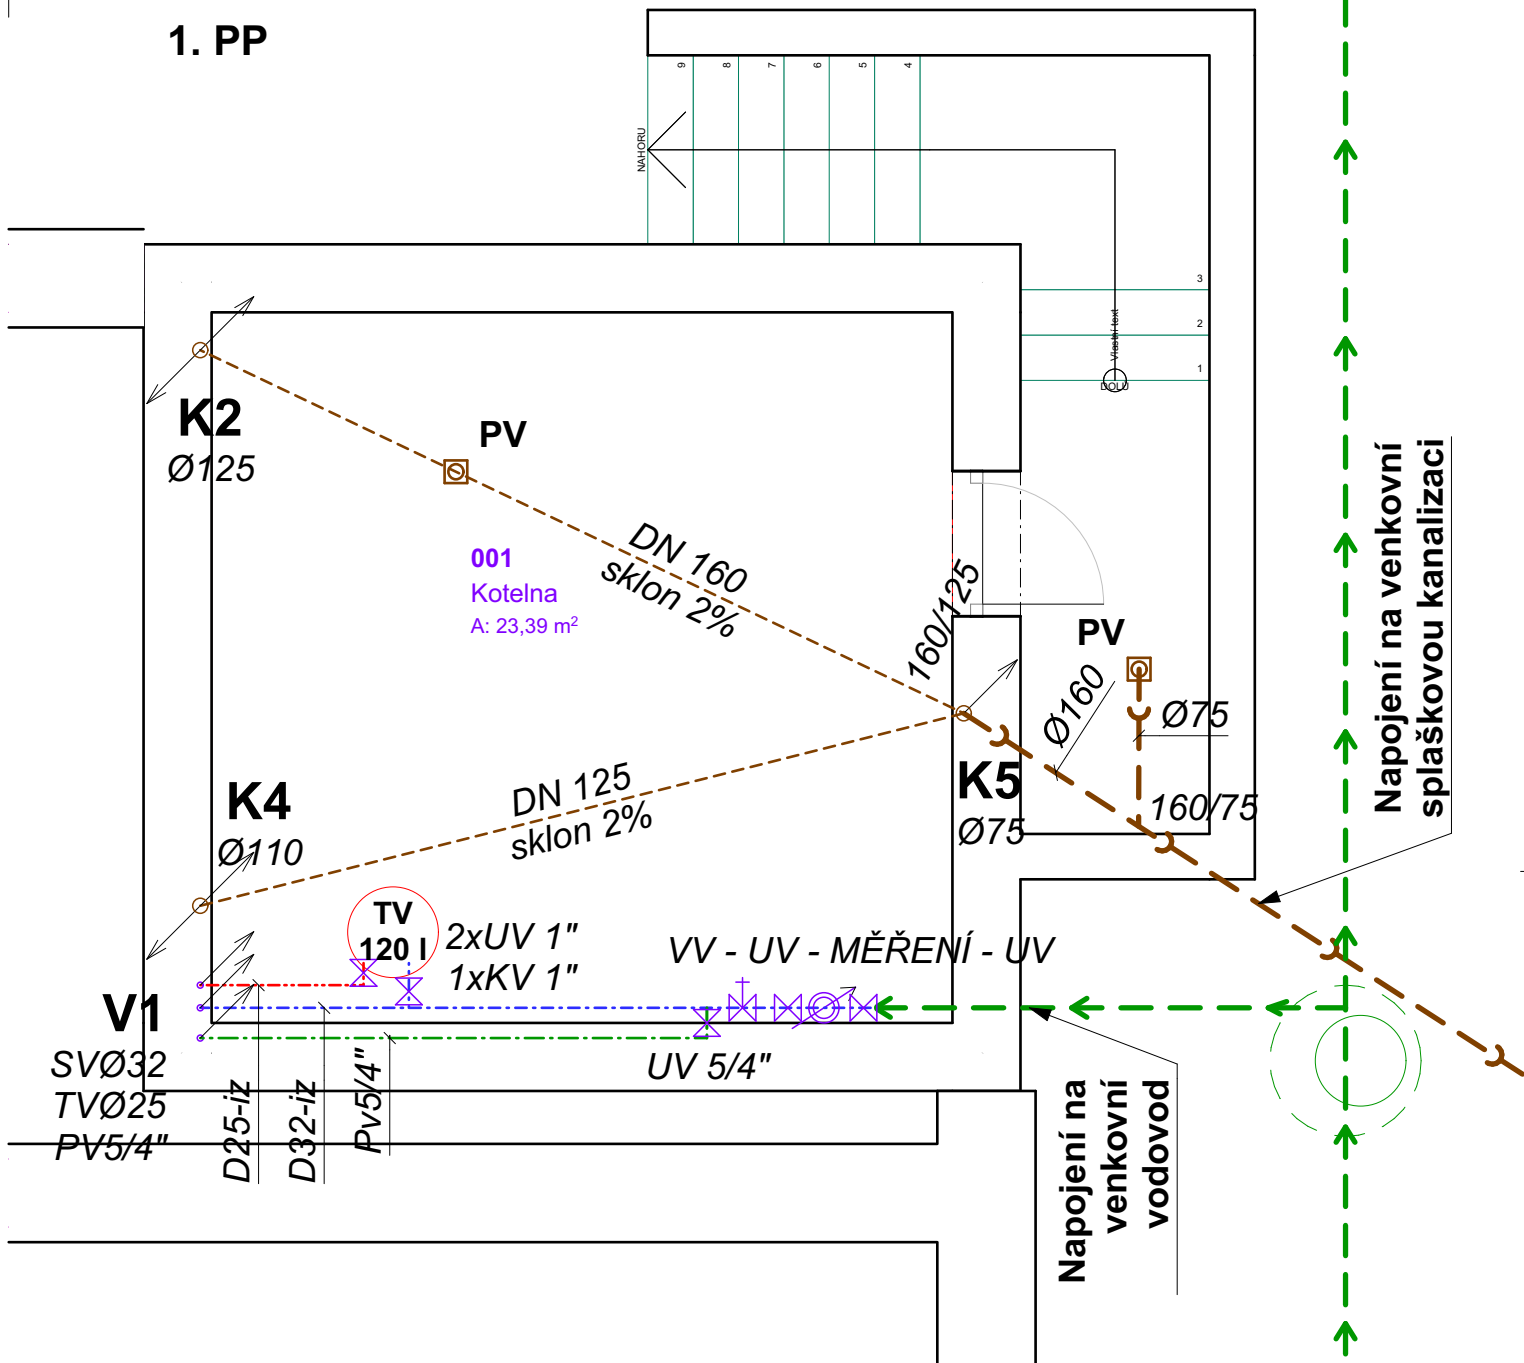 1. PP
9
8
7
6
5
4
NAHORU
3
2
1
Vlastní text
DOLŮ
K2
Ø125
PV
DN 160
sklon 2%
001
Kotelna
A: 23,39 m²
160/125
PV
Ø160
Ø75
160/75
Napojení na venkovní
splaškovou kanalizaci
K4
Ø110
DN 125
sklon 2%
K5
Ø75
TV
120 l
2xUV 1"
1xKV 1"
VV - UV - MĚŘENÍ - UV
V1
SVØ32
TVØ25
PV5/4"
D25-iz
D32-iz
Pv5/4"
UV 5/4"
Napojení na
venkovní
vodovod